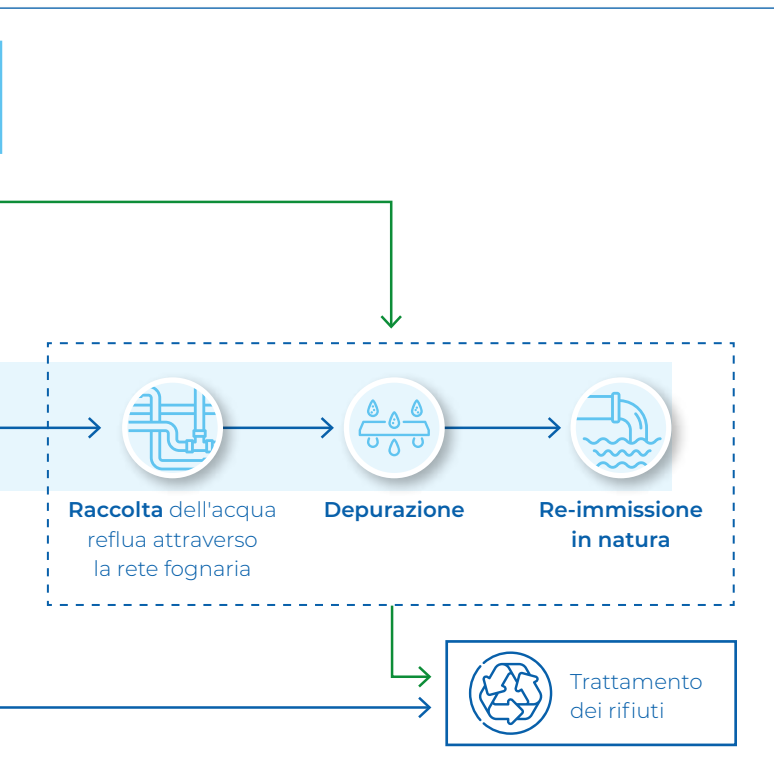 Raccolta dell'acqua
reflua attraverso
la rete fognaria
Depurazione
Re-immissione
in natura
Trattamento
dei rifiuti